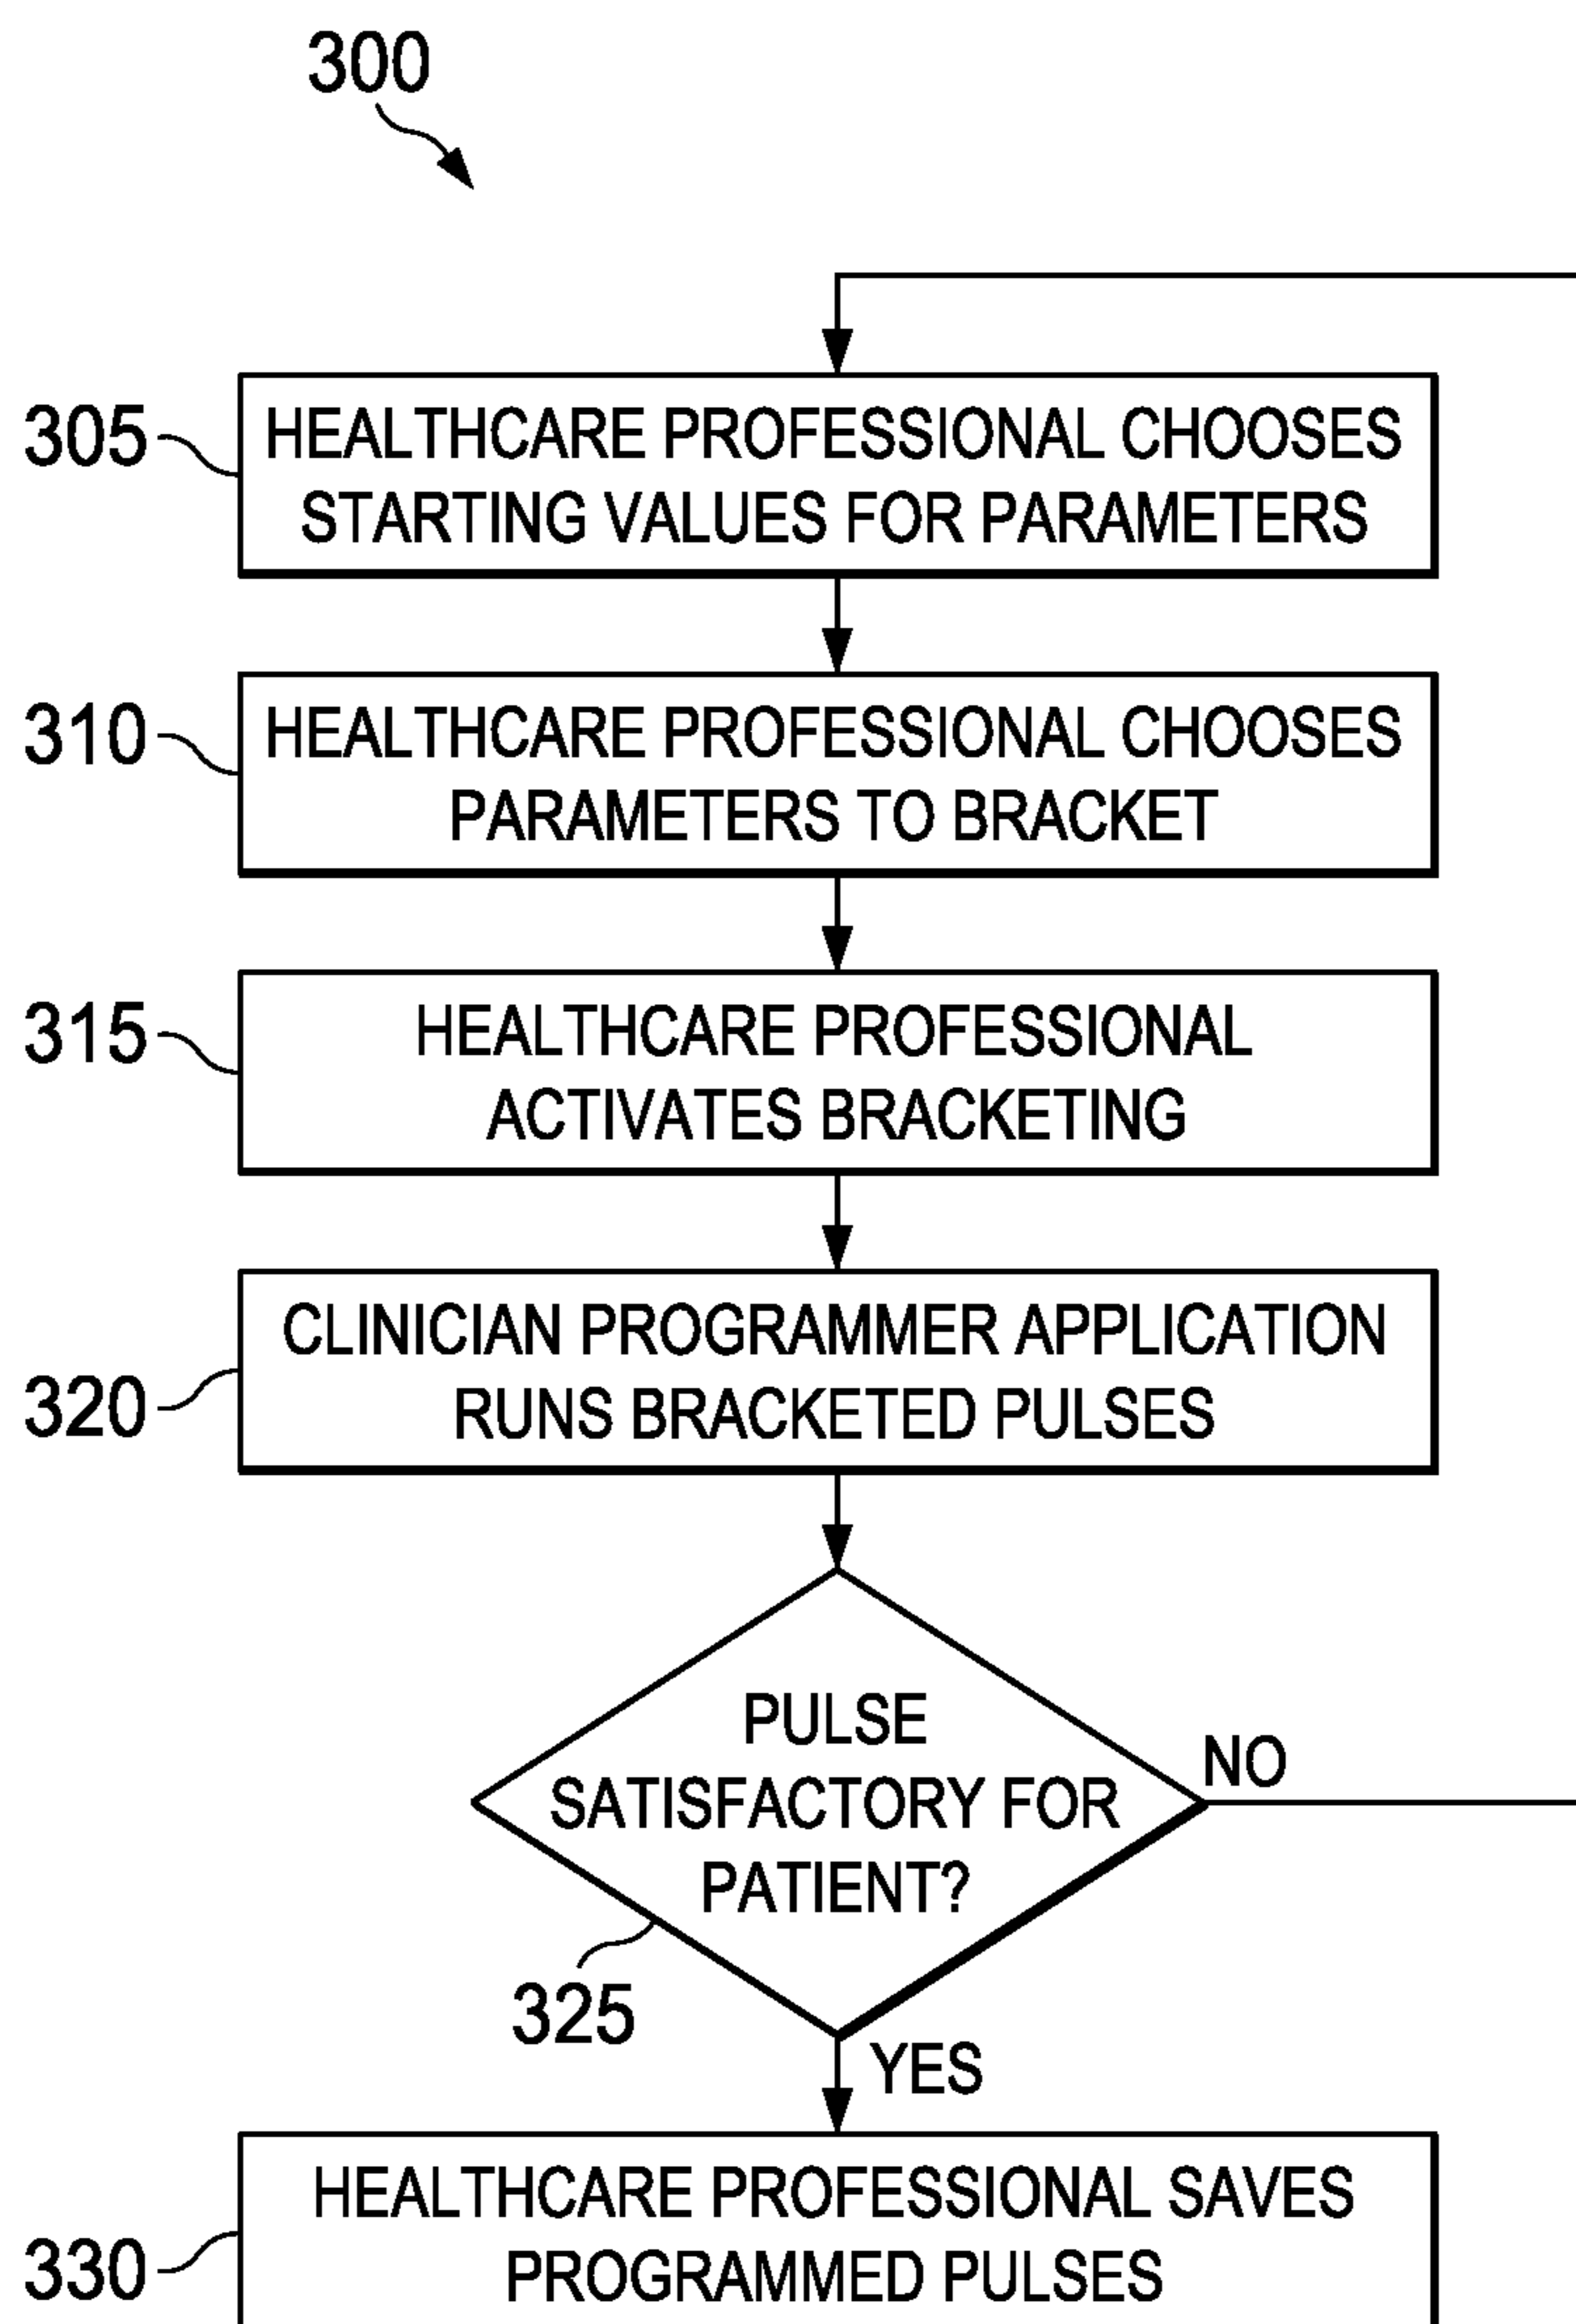 300
305
HEALTHCARE PROFESSIONAL CHOOSES
STARTING VALUES FOR PARAMETERS
310
HEALTHCARE PROFESSIONAL CHOOSES
PARAMETERS TO BRACKET
315
HEALTHCARE PROFESSIONAL
ACTIVATES BRACKETING
320
CLINICIAN PROGRAMMER APPLICATION
RUNS BRACKETED PULSES
PULSE
SATISFACTORY FOR
PATIENT?
NO
325
YES
330
HEALTHCARE PROFESSIONAL SAVES
PROGRAMMED PULSES